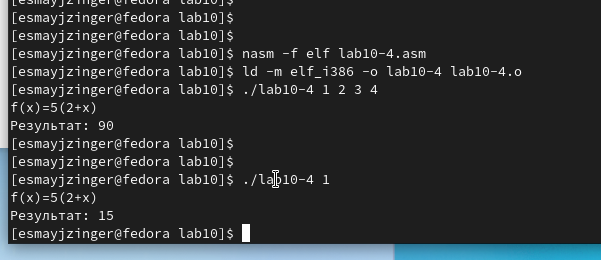 [esmayjzinger@fedora lab10]$
[esmayjzinger@fedora lab10]$
[esmayjzinger@fedora lab10]$
[esmayjzinger@fedora lab10]$ nasm -f elf lab10-4.asm
[esmayjzinger@fedora lab10]$ ld -m elf_i386 -o lab10-4 lab10-4.o
[esmayjzinger@fedora lab10]$ ./lab10-4 1 2 3 4
f(x)=5(2+x)
Результат: 90
[esmayjzinger@fedora lab10]$
[esmayjzinger@fedora lab10]$
[esmayjzinger@fedora lab10]$ ./lab10-4 1
f(x)=5(2+x)
Результат: 15
[esmayjzinger@fedora lab10]$